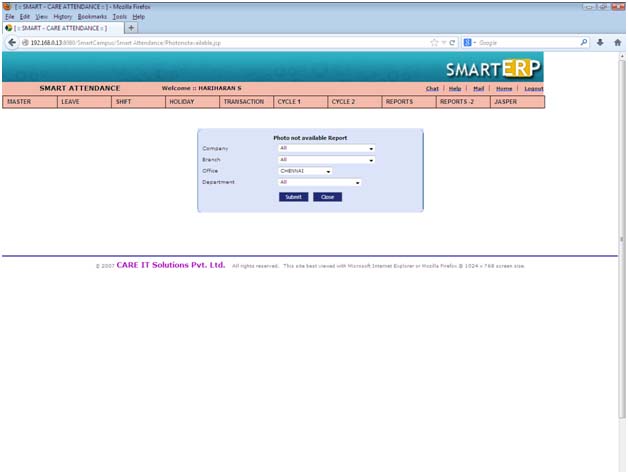 [ :: SMART - CARE ATTENDANCE :: ] - Mozilla Firefox
File Edit View History Bookmarks Tools Help
[ :: SMART - CARE ATTENDANCE :: ] +
192.168.0.13:8080/SmartCampus/Smart-Attendance/Photonotavailable.jsp Google
SMARTERP
SMART ATTENDANCE Welcome :: HARIHARAN S Chat | Help | Mail | Home | Logout
MASTER LEAVE SHIFT HOLIDAY TRANSACTION CYCLE 1 CYCLE 2 REPORTS REPORTS -2 JASPER
Photo not available Report
Company All
Branch All
Office CHENNAI
Department All
Submit Close
© 2007 CARE IT Solutions Pvt. Ltd. All rights reserved. This site best viewed with Microsoft Internet Explorer or Mozilla Firefox @ 1024 x 768 screen size.